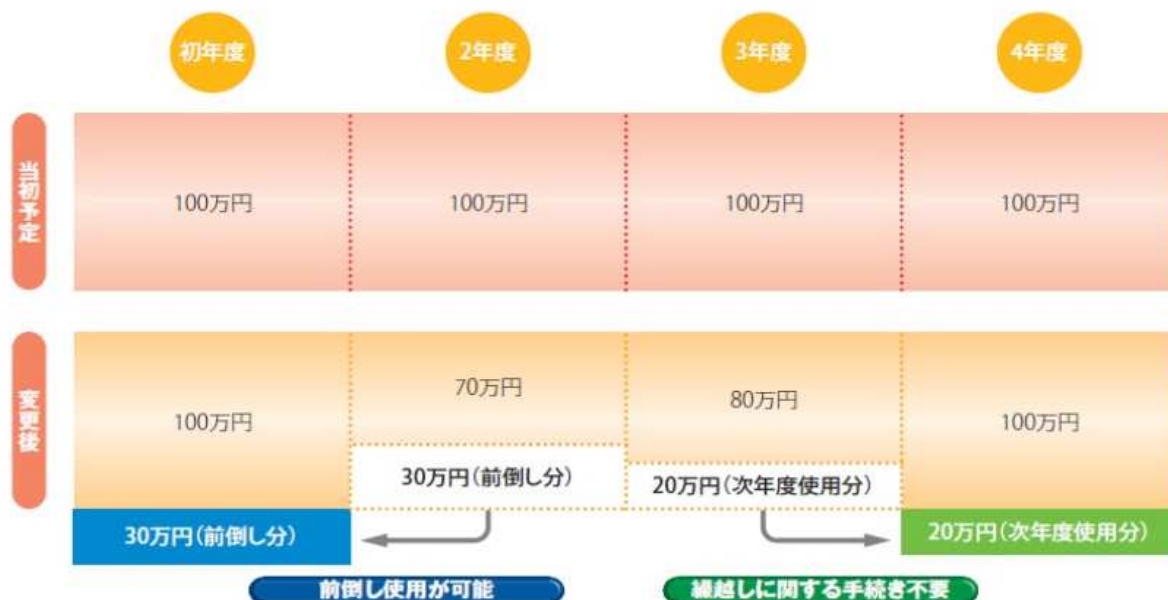 初年度
2年度
3年度
4年度
当初予定
100万円
100万円
100万円
100万円
変更後
100万円
70万円
80万円
100万円
30万円(前倒し分)
20万円(次年度使用分)
30万円(前倒し分)
20万円(次年度使用分)
前倒し使用が可能
繰越しに関する手続き不要